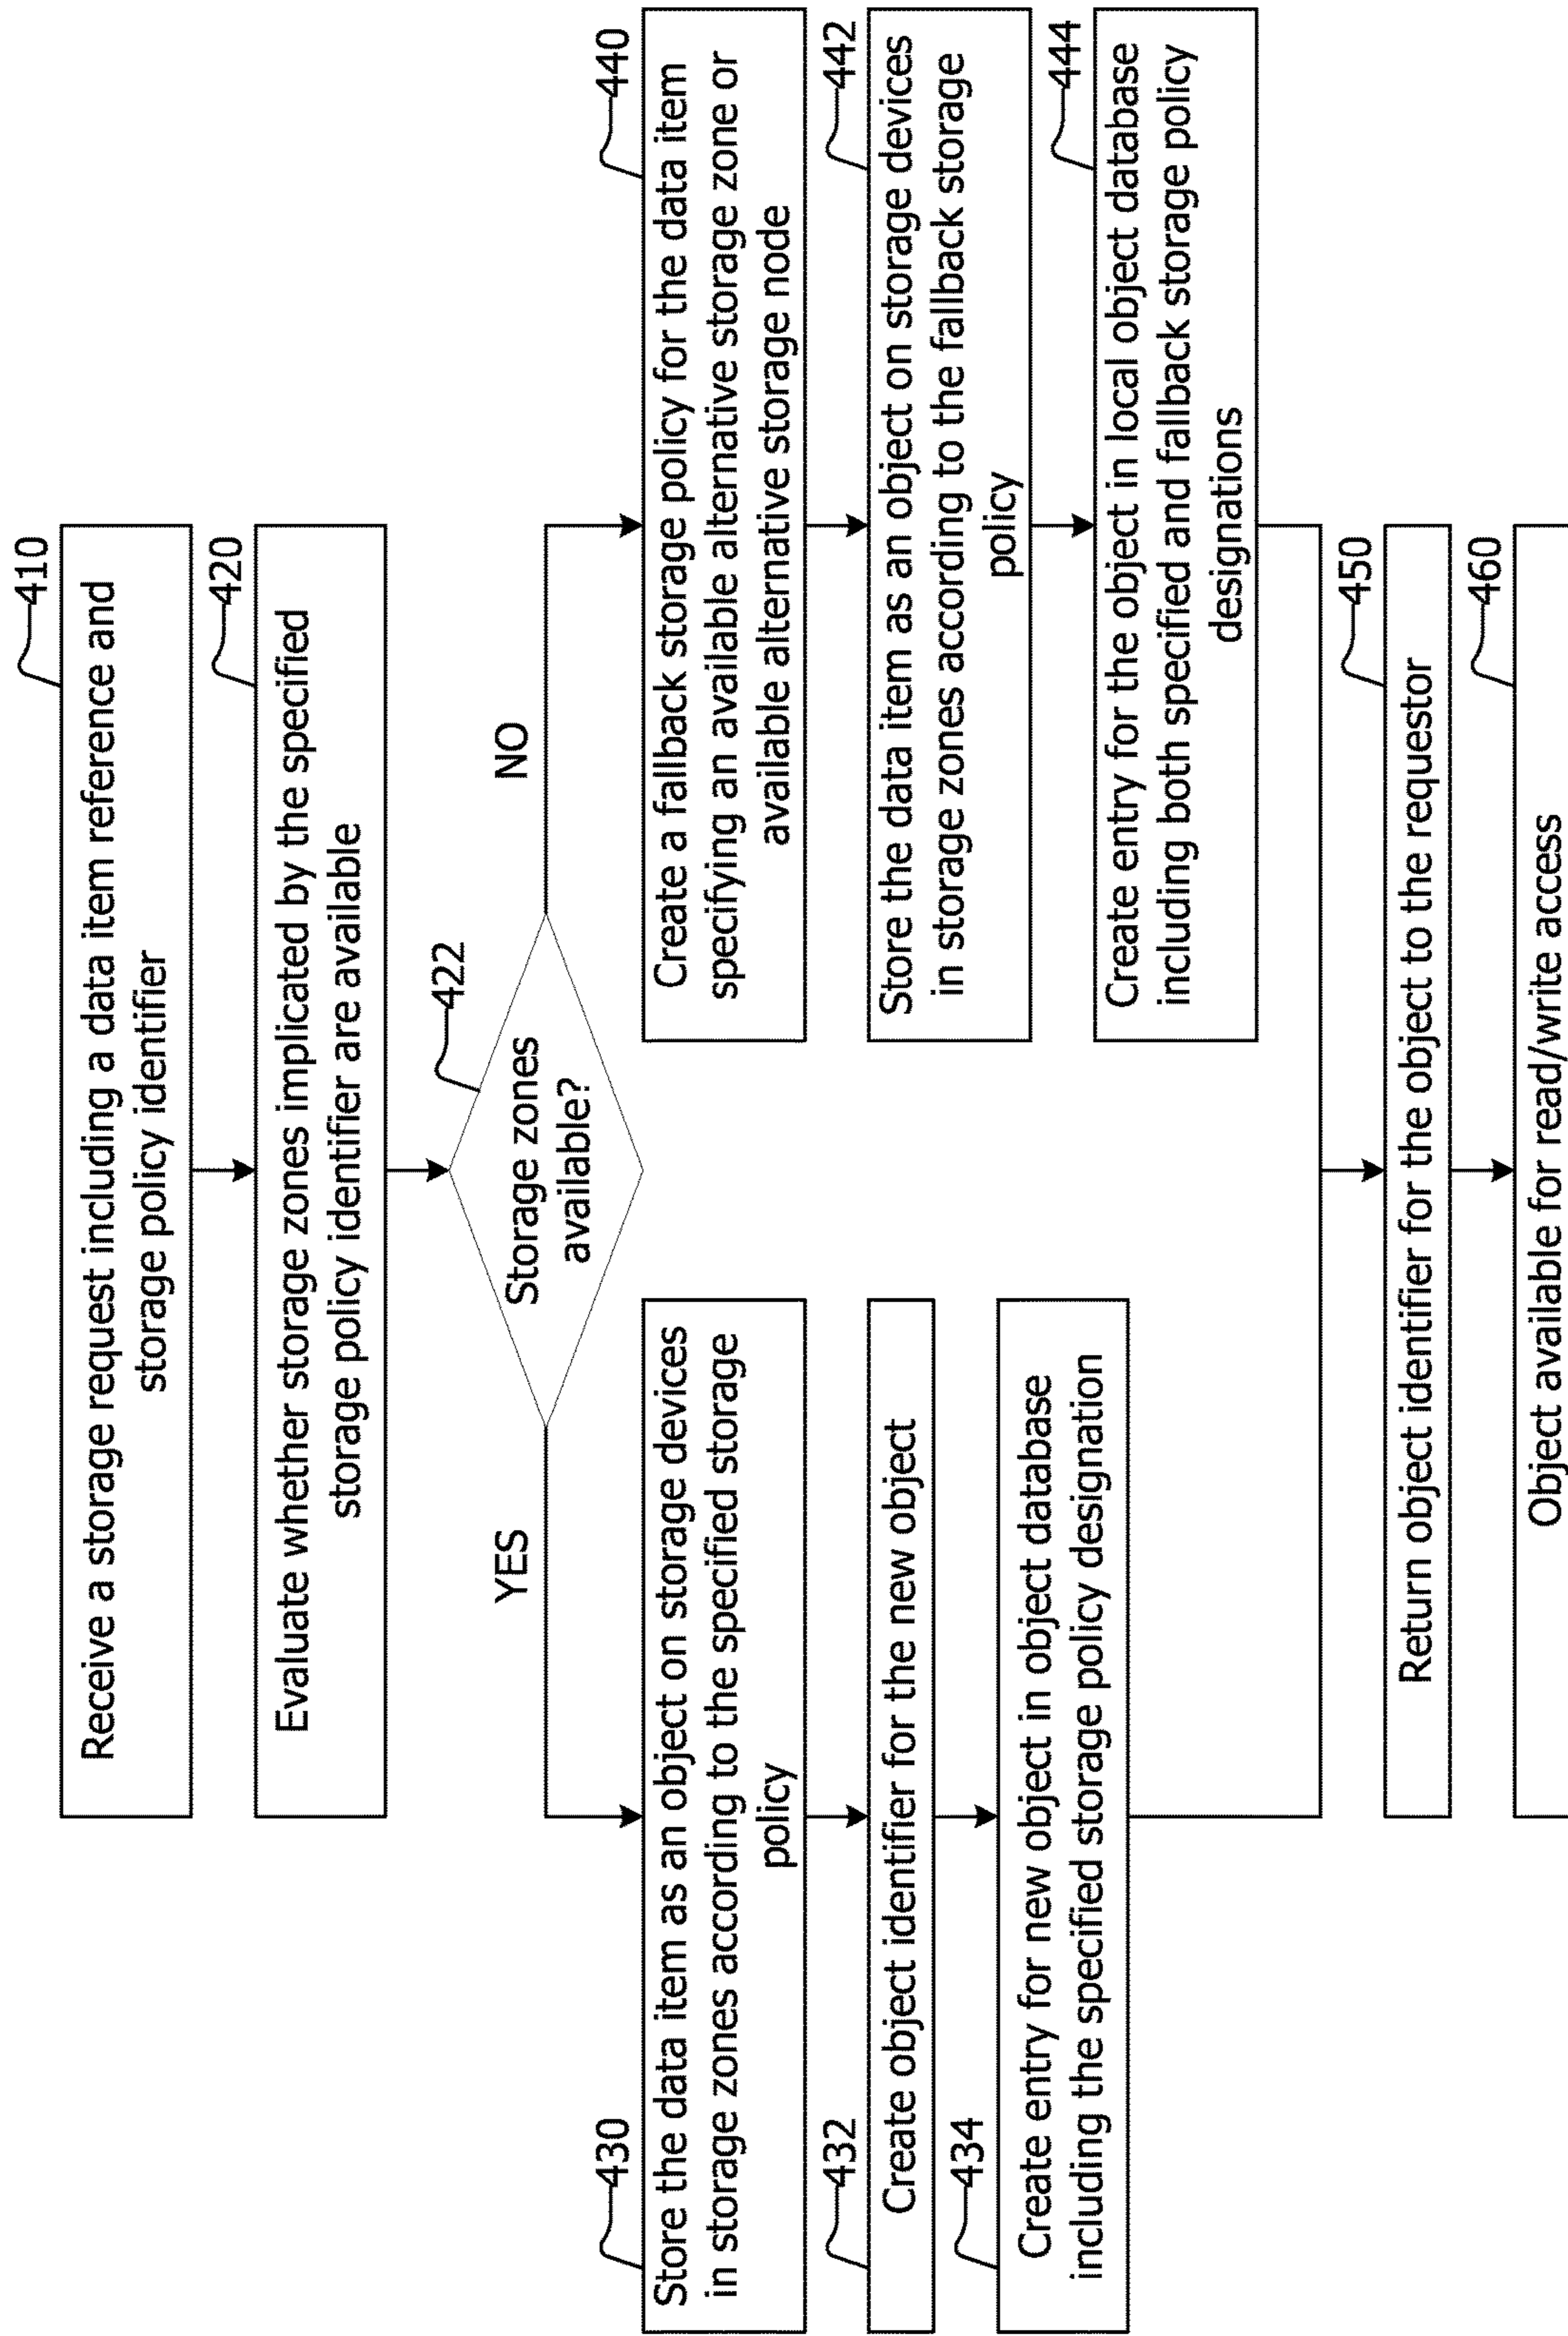 410
Receive a storage request including a data item reference and
storage policy identifier
420
Evaluate whether storage zones implicated by the specified
storage policy identifier are available
422
Storage zones
available?
YES
NO
430
Store the data item as an object on storage devices
in storage zones according to the specified storage
policy
432
Create object identifier for the new object
434
Create entry for new object in object database
including the specified storage policy designation
440
Create a fallback storage policy for the data item
specifying an available alternative storage zone or
available alternative storage node
442
Store the data item as an object on storage devices
in storage zones according to the fallback storage
policy
444
Create entry for the object in local object database
including both specified and fallback storage policy
designations
450
Return object identifier for the object to the requestor
460
Object available for read/write access